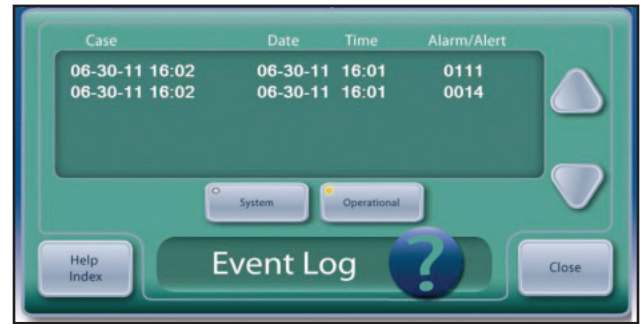 Case Date Time Alarm/Alert
06-30-11 16:02 06-30-11 16:01 0111
06-30-11 16:02 06-30-11 16:01 0014
System Operational
Help
Index
Event Log ?
Close